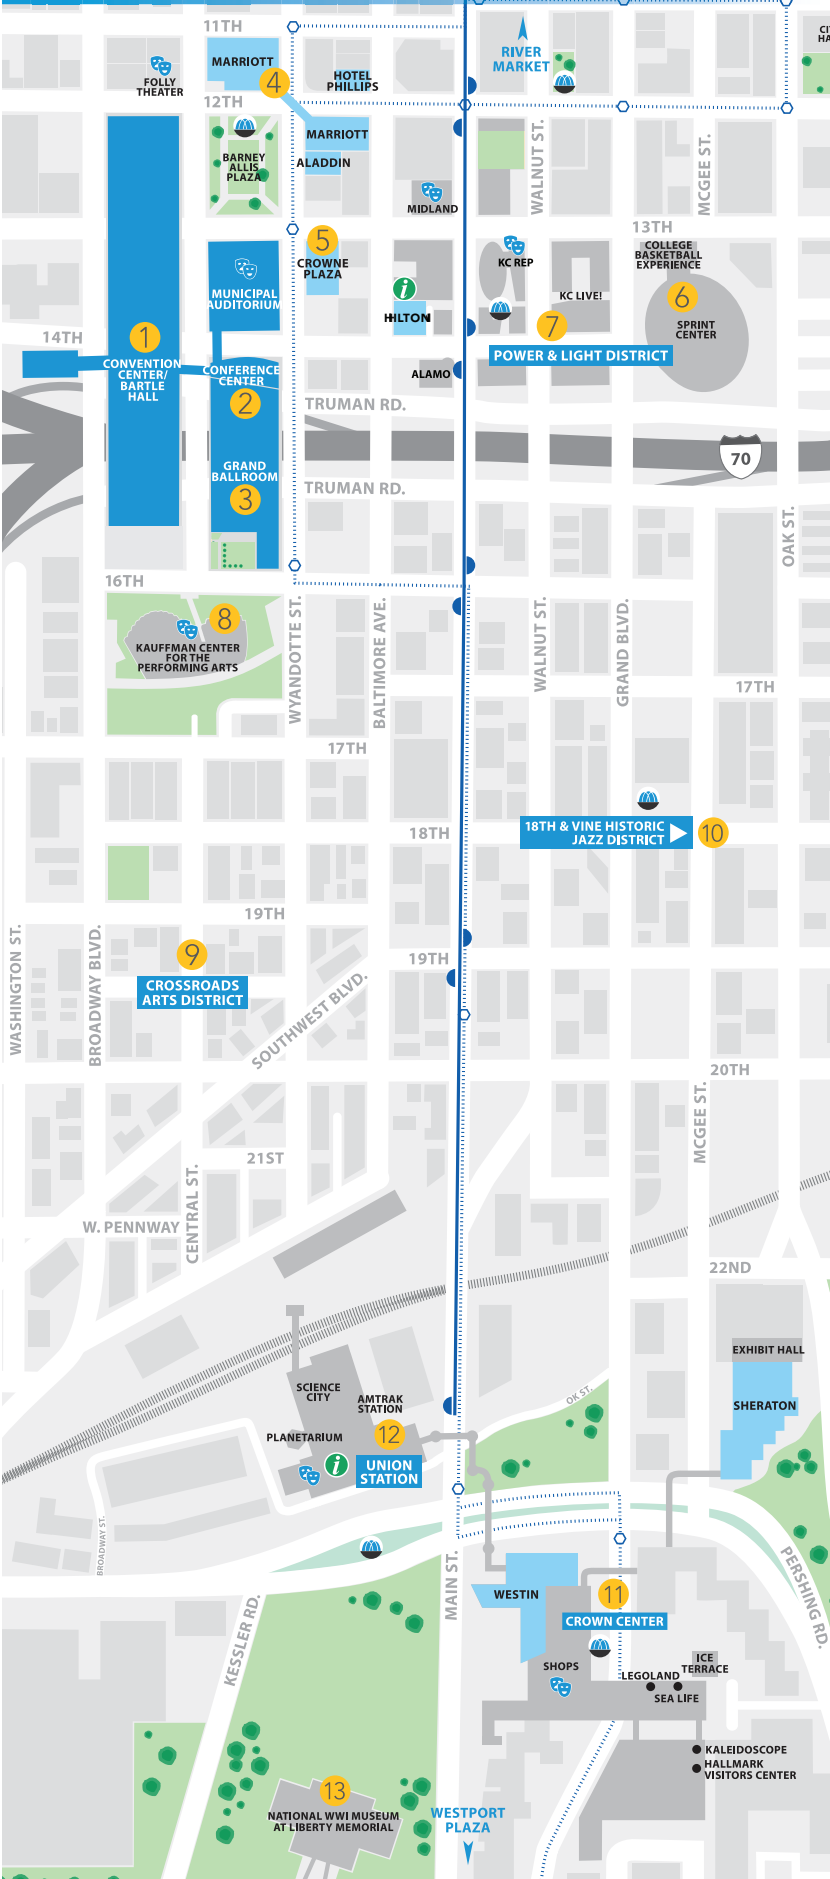 11TH
CI
HA
MARRIOTT
RIVER
MARKET
FOLLY
THEATER
4
HOTEL
PHILLIPS
12TH
MARRIOTT
WALNUT ST.
MCGEE ST.
BARNEY
ALLIS
PLAZA
ALADDIN
MIDLAND
13TH
5
CROWNE
PLAZA
KC REP
COLLEGE
BASKETBALL
EXPERIENCE
MUNICIPAL
AUDITORIUM
i
KC LIVE!
6
HILTON
SPRINT
CENTER
7
14TH
1
CONVENTION
CENTER/
BARTLE
HALL
POWER & LIGHT DISTRICT
CONFERENCE
CENTER
2
ALAMO
TRUMAN RD.
70
GRAND
BALLROOM
3
TRUMAN RD.
OAK ST.
16TH
8
KAUFFMAN CENTER
FOR THE
PERFORMING ARTS
WYANDOTTE ST.
BALTIMORE AVE.
WALNUT ST.
GRAND BLVD.
17TH
17TH
18TH
18TH & VINE HISTORIC
JAZZ DISTRICT
10
19TH
WASHINGTON ST.
BROADWAY BLVD.
9
CROSSROADS
ARTS DISTRICT
19TH
SOUTHWEST BLVD.
20TH
MCGEE ST.
21ST
CENTRAL ST.
W. PENNWAY
22ND
EXHIBIT HALL
SCIENCE
CITY
AMTRAK
STATION
OK ST.
SHERATON
PLANETARIUM
12
i
UNION
STATION
BROADWAY ST.
MAIN ST.
PERSHING RD.
KESSLER RD.
WESTIN
11
CROWN CENTER
SHOPS
ICE
TERRACE
LEGOLAND
SEA LIFE
KALEIDOSCOPE
HALLMARK
VISITORS CENTER
13
NATIONAL WWI MUSEUM
AT LIBERTY MEMORIAL
WESTPORT
PLAZA